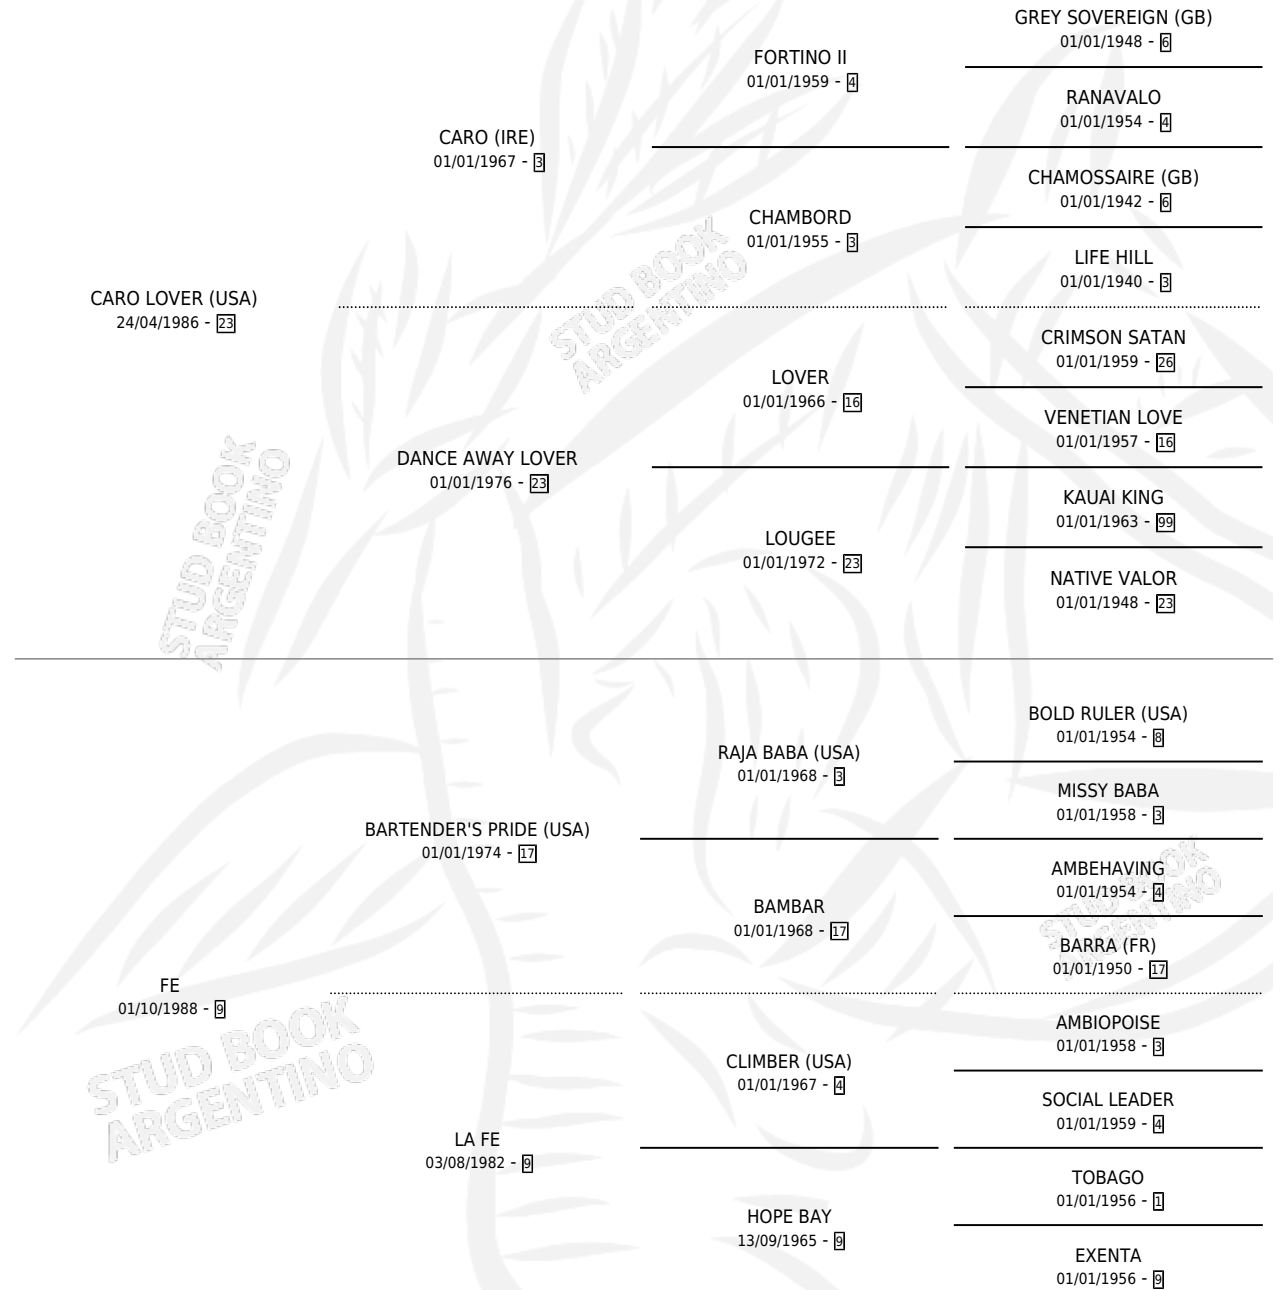 GREY SOVEREIGN (GB)
01/01/1948 - 6
FORTINO II
01/01/1959 - 4
RANAVALO
01/01/1954 - 4
CARO (IRE)
01/01/1967 - 3
CHAMOSSAIRE (GB)
01/01/1942 - 6
CHAMBORD
01/01/1955 - 3
LIFE HILL
01/01/1940 - 3
CARO LOVER (USA)
24/04/1986 - 23
STUD BOOK
ARGENTINO
CRIMSON SATAN
01/01/1959 - 26
LOVER
01/01/1966 - 16
VENETIAN LOVE
01/01/1957 - 16
DANCE AWAY LOVER
01/01/1976 - 23
KAUAI KING
01/01/1963 - 99
LOUGEE
01/01/1972 - 23
NATIVE VALOR
01/01/1948 - 23
STUD BOOK
ARGENTINO
BOLD RULER (USA)
01/01/1954 - 8
RAJA BABA (USA)
01/01/1968 - 3
MISSY BABA
01/01/1958 - 3
BARTENDER'S PRIDE (USA)
01/01/1974 - 17
AMBEHAVING
01/01/1954 - 4
BAMBAR
01/01/1968 - 17
BARRA (FR)
01/01/1950 - 17
STUD BOOK
ARGENTINO
FE
01/10/1988 - 9
AMBIOPOISE
01/01/1958 - 3
CLIMBER (USA)
01/01/1967 - 4
SOCIAL LEADER
01/01/1959 - 4
STUD BOOK
ARGENTINO
LA FE
03/08/1982 - 9
TOBAGO
01/01/1956 - 1
HOPE BAY
13/09/1965 - 9
EXENTA
01/01/1956 - 9